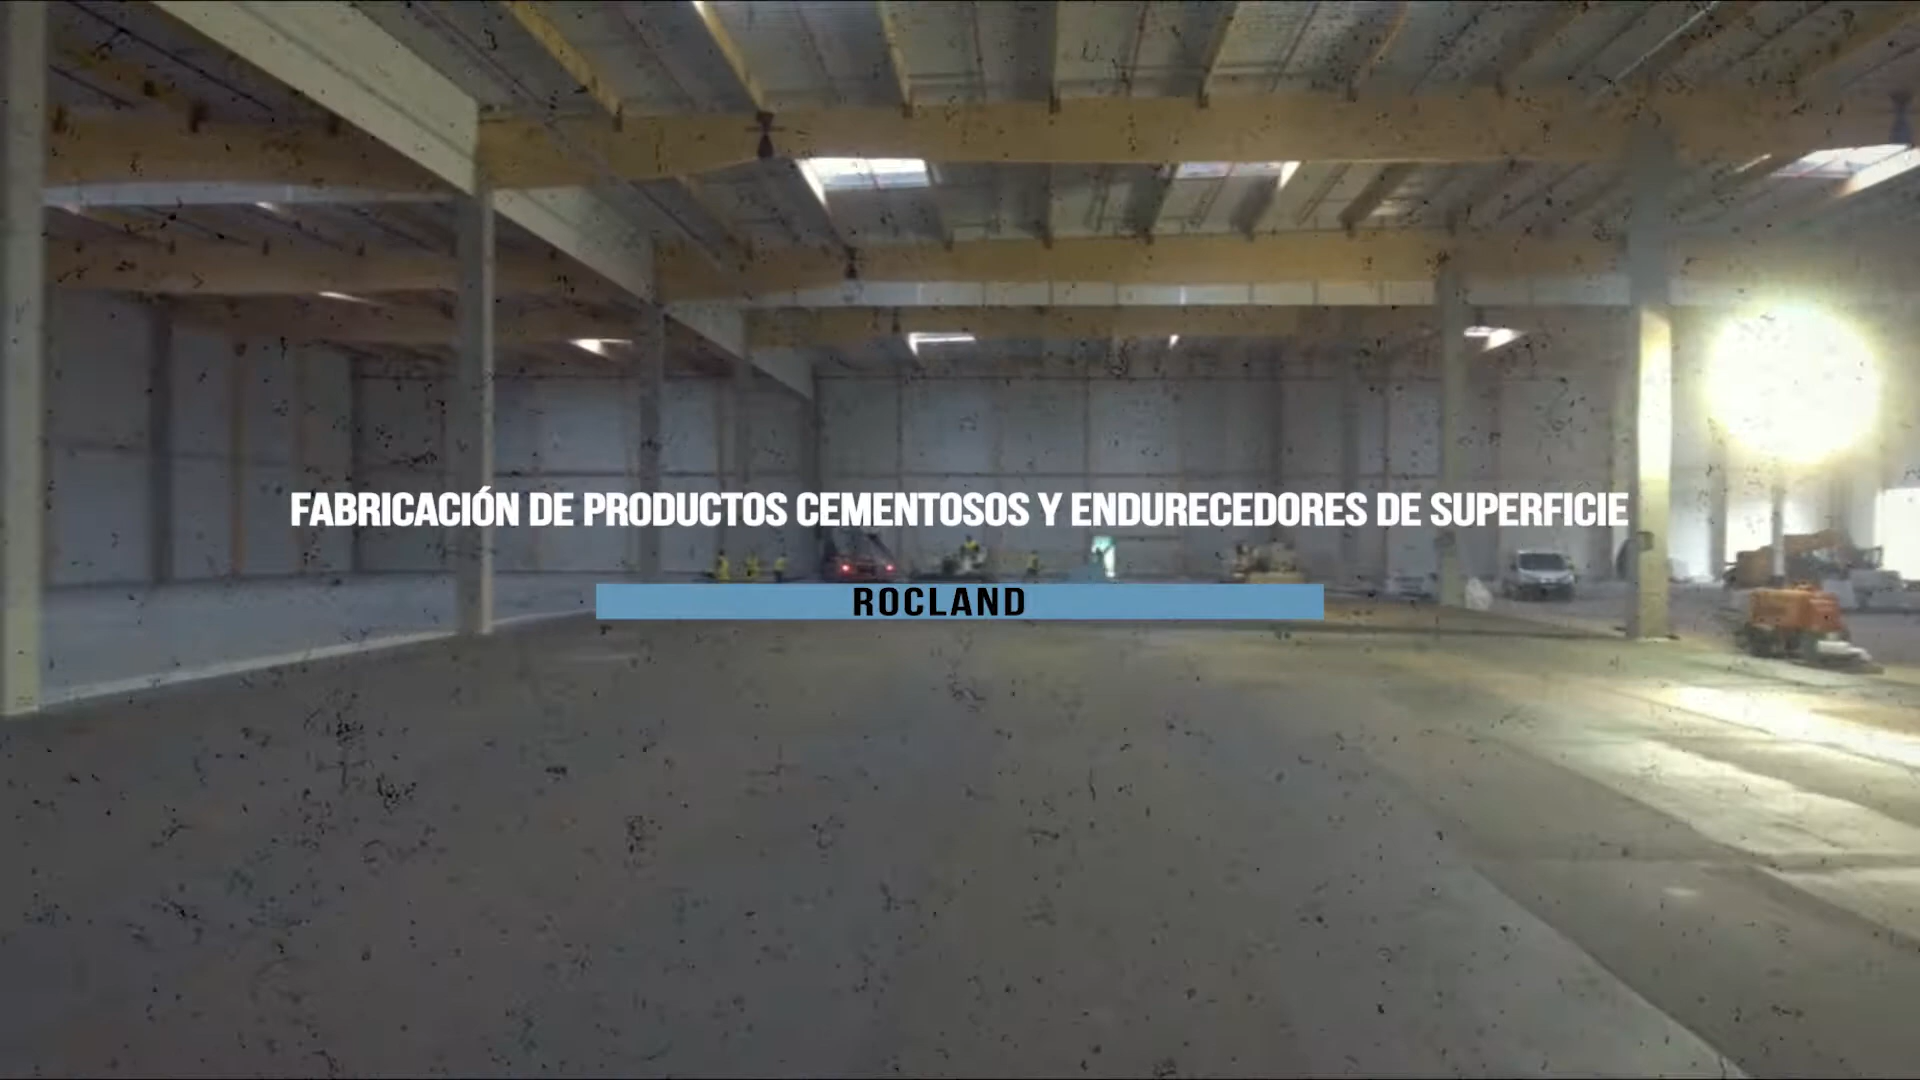 FABRICACIÓN DE PRODUCTOS CEMENTOSOS Y ENDURECEDORES DE SUPERFICIE
ROCLAND